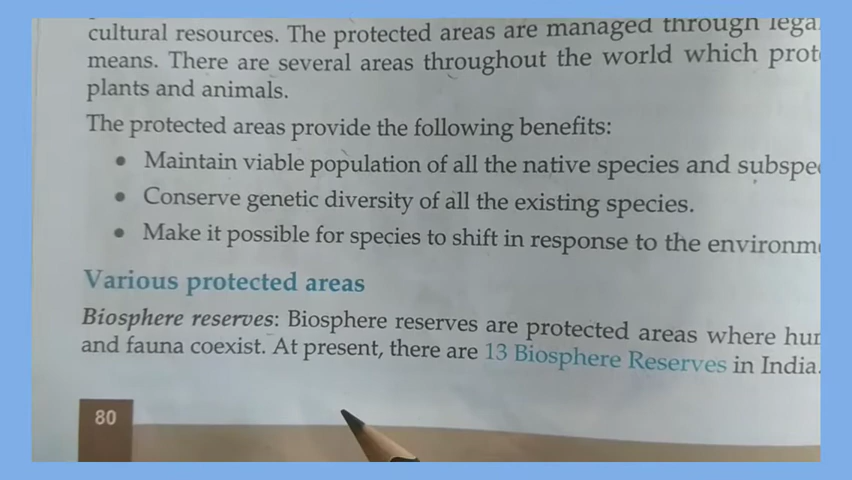 cultural resources. The protected areas are managed through lega
means. There are several areas throughout the world which prot
plants and animals.
The protected areas provide the following benefits:
• Maintain viable population of all the native species and subspe
• Conserve genetic diversity of all the existing species.
• Make it possible for species to shift in response to the environm
Various protected areas
Biosphere reserves: Biosphere reserves are protected areas where hu
and fauna coexist. At present, there are 13 Biosphere Reserves in India.
80